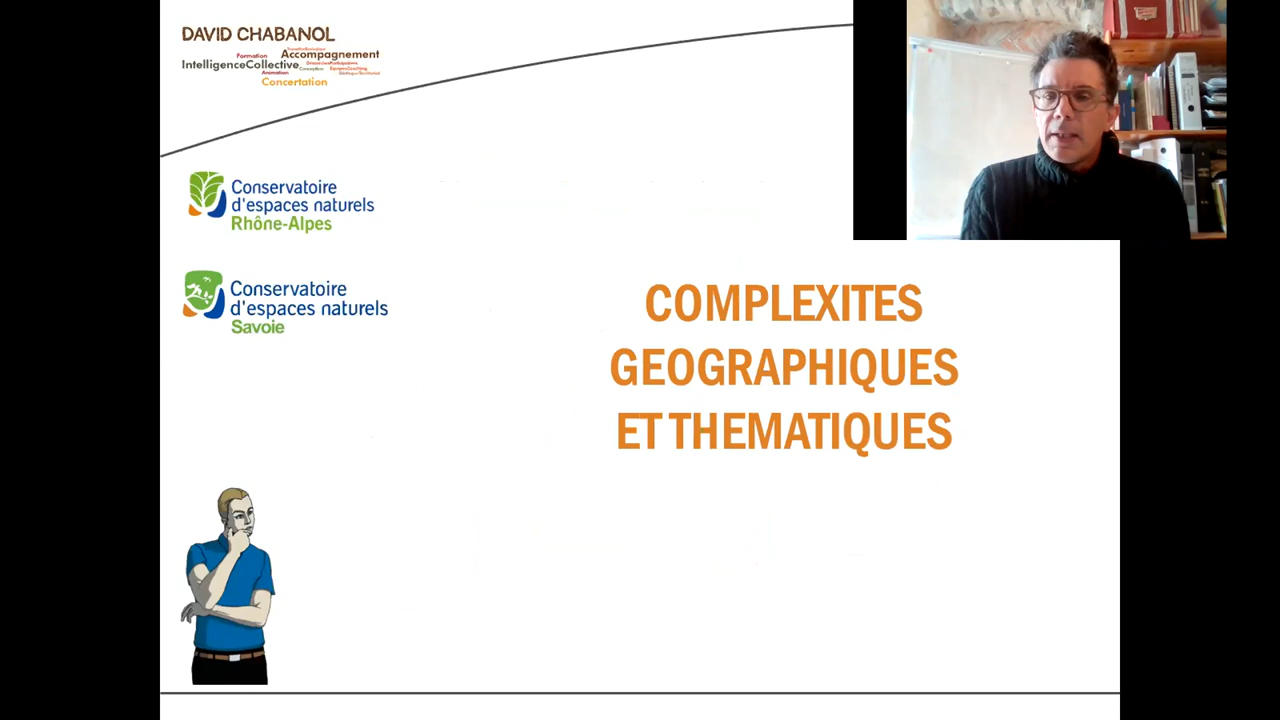 DAVID CHABANOL
Formation
Accompagnement
IntelligenceCollective
Conception
Animation
Concertation
Conservatoire
d'espaces naturels
Rhône-Alpes
Conservatoire
d'espaces naturels
Savoie
COMPLEXITES
GEOGRAPHIQUES
ET THEMATIQUES